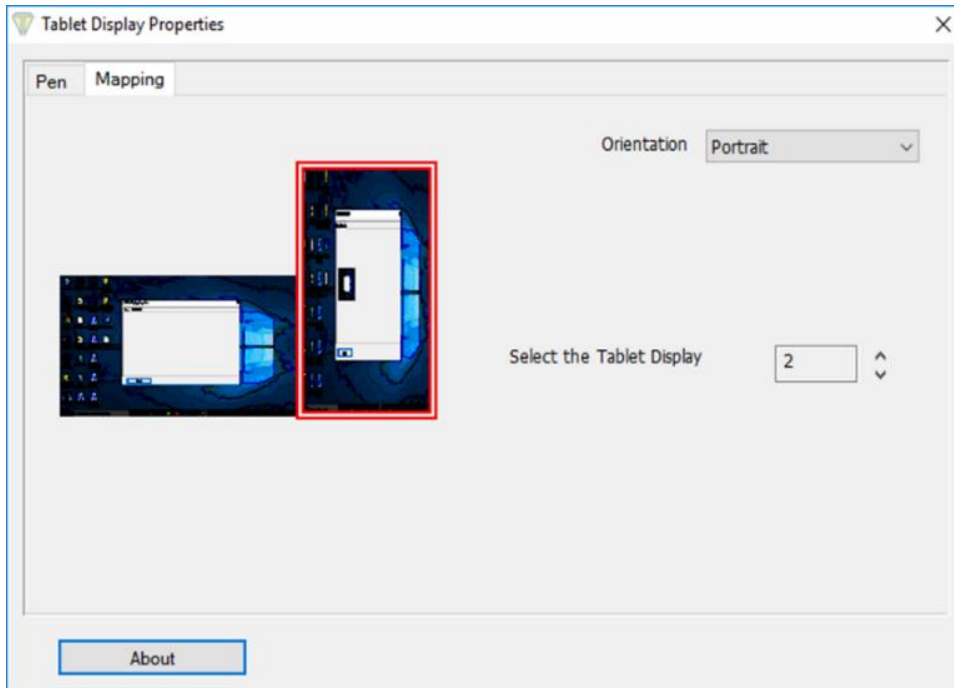 Tablet Display Properties
Pen
Mapping
Orientation
Portrait
Select the Tablet Display
2
About